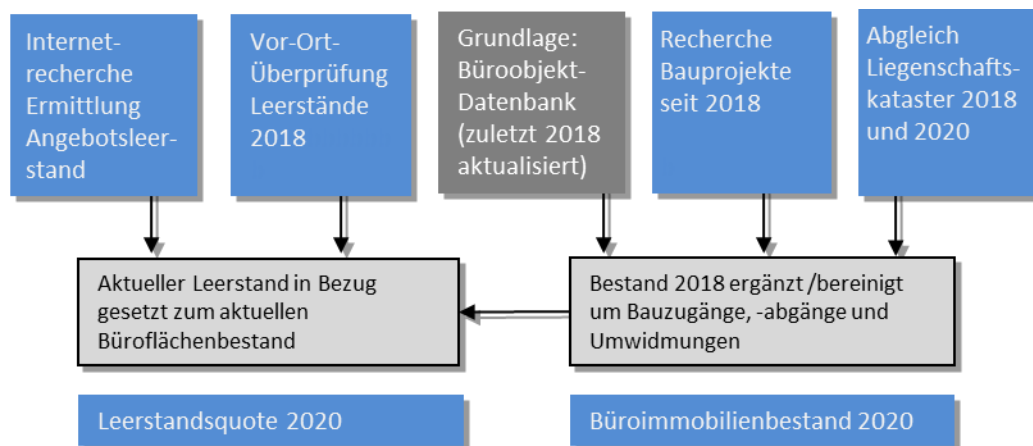 Internet-
recherche
Ermittlung
Angebotsleer-
stand
Vor-Ort-
Überprüfung
Leerstände
2018
Grundlage:
Büroobjekt-
Datenbank
(zuletzt 2018
aktualisiert)
Recherche
Bauprojekte
seit 2018
Abgleich
Liegenschafts-
kataster 2018
und 2020
Aktueller Leerstand in Bezug
gesetzt zum aktuellen
Büroflächenbestand
Bestand 2018 ergänzt /bereinigt
um Bauzugänge, -abgänge und
Umwidmungen
Leerstandsquote 2020
Büroimmobilienbestand 2020